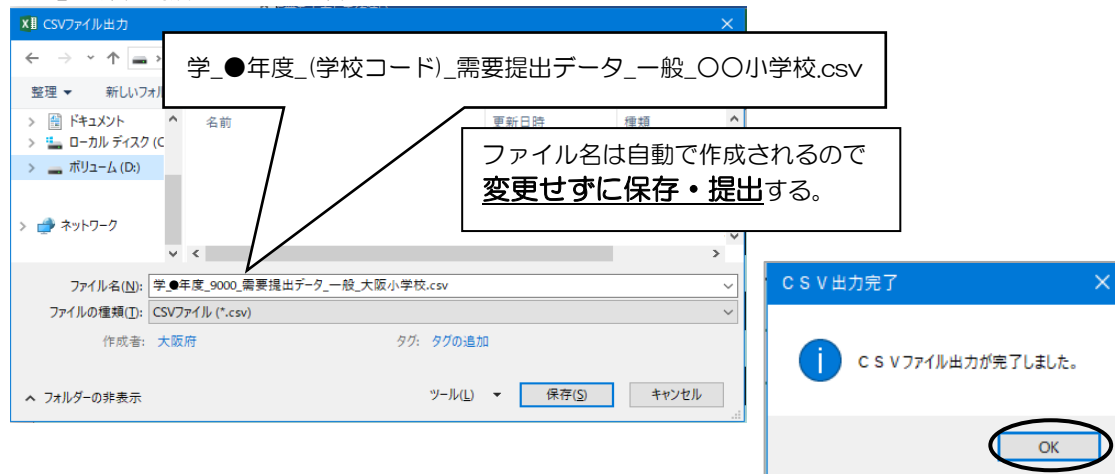 CSVファイル出力
学_●年度_(学校コード)_需要提出データ_一般_〇〇小学校.csv
整理 新しいフォル
ドキュメント
ローカル ディスク (C
ボリューム (D:)
ネットワーク
名前 更新日時 種類
ファイル名は自動で作成されるので
変更せずに保存・提出する。
ファイル名(N): 学_●年度_9000_需要提出データ_一般_大阪小学校.csv
ファイルの種類(T): CSVファイル (*.csv)
作成者: 大阪府 タグ: タグの追加
フォルダーの非表示 ツール(L) 保存(S) キャンセル
ＣＳＶ出力完了
ＣＳＶファイル出力が完了しました。
OK